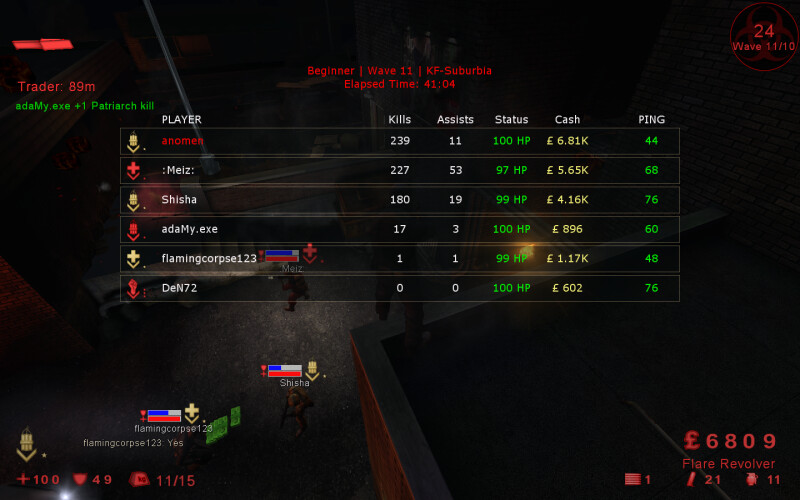 24
Wave 11/10
Trader: 89m
adaMy.exe +1 Patriarch kill
Beginner | Wave 11 | KF-Suburbia
Elapsed Time: 41:04
PLAYER Kills Assists Status Cash PING
anomen 239 11 100 HP £ 6.81K 44
:Meiz: 227 53 97 HP £ 5.65K 68
Shisha 180 19 99 HP £ 4.16K 76
adaMy.exe 17 3 100 HP £ 896 60
flamingcorpse123 1 1 99 HP £ 1.17K 48
Meiz
DeN72 0 0 100 HP £ 602 76
Shisha
flamingcorpse123
flamingcorpse123: Yes
£6809
Flare Revolver
100 49 11/15 1 21 11